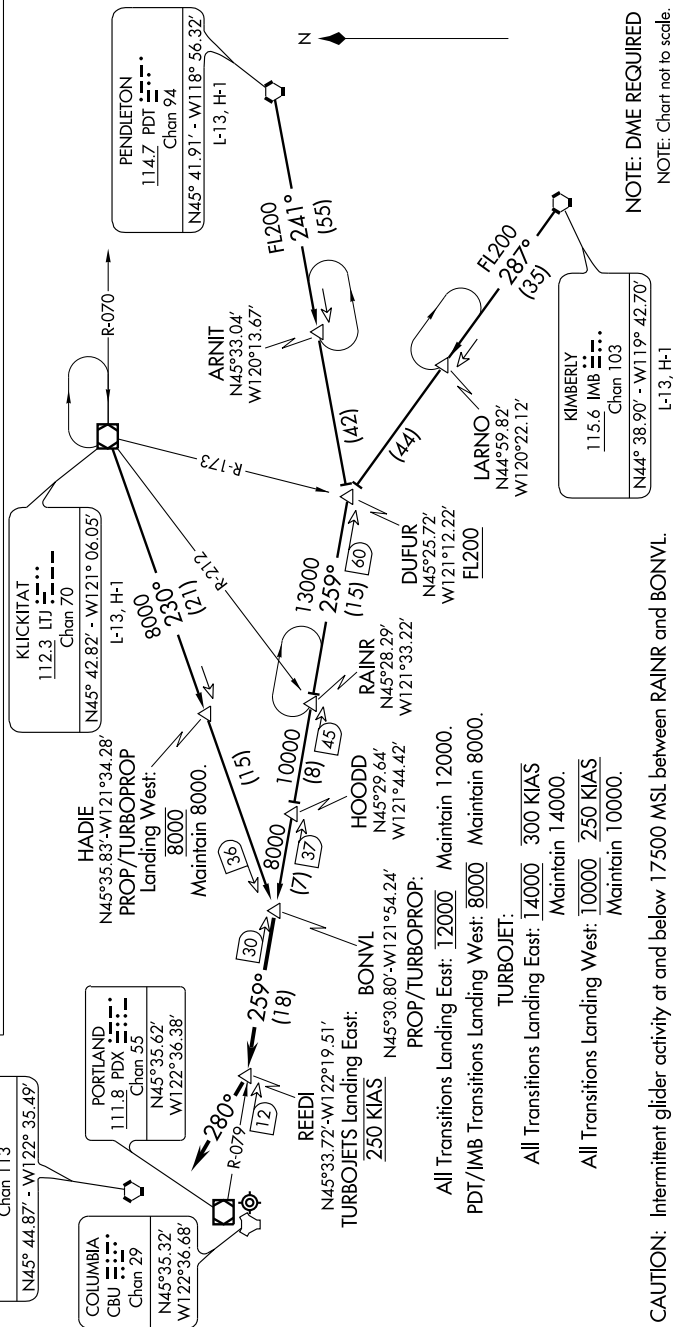 Chan 113
N45° 44.87' - W122° 35.49'
COLUMBIA
CBU
Chan 29
N45°35.32'
W122°36.68'
PORTLAND
111.8 PDX
Chan 55
N45°35.62'
W122°36.38'
KLICKITAT
112.3 LTJ
Chan 70
N45° 42.82' - W121° 06.05'
L-13, H-1
PENDLETON
114.7 PDT
Chan 94
N45° 41.91' - W118° 56.32'
L-13, H-1
R-070
N
HADIE
N45°35.83'-W121°34.28'
PROP/TURBOPROP
Landing West:
8000
Maintain 8000.
8000
230°
(21)
R-212
R-173
(15)
36
ARNIT
N45°33.04'
W120°13.67'
FL200
241°
(55)
(42)
FL200
287°
(35)
(44)
LARNO
N44°59.82'
W120°22.12'
KIMBERLY
115.6 IMB
Chan 103
N44° 38.90' - W119° 42.70'
L-13, H-1
DUFUR
N45°25.72'
W121°12.22'
FL200
60
13000
259°
(15)
RAINR
N45°28.29'
W121°33.22'
45
10000
(8)
HOODD
N45°29.64'
W121°44.42'
37
8000
(7)
30
BONVL
N45°30.80'-W121°54.24'
259°
(18)
280°
R-079
12
REEDI
N45°33.72'-W122°19.51'
TURBOJETS Landing East:
250 KIAS
PROP/TURBOPROP:
All Transitions Landing East: 12000 Maintain 12000.
PDT/IMB Transitions Landing West: 8000 Maintain 8000.
TURBOJET:
All Transitions Landing East: 14000 300 KIAS
Maintain 14000.
All Transitions Landing West: 10000 250 KIAS
Maintain 10000.
NOTE: DME REQUIRED
NOTE: Chart not to scale.
CAUTION: Intermittent glider activity at and below 17500 MSL between RAINR and BONVL.